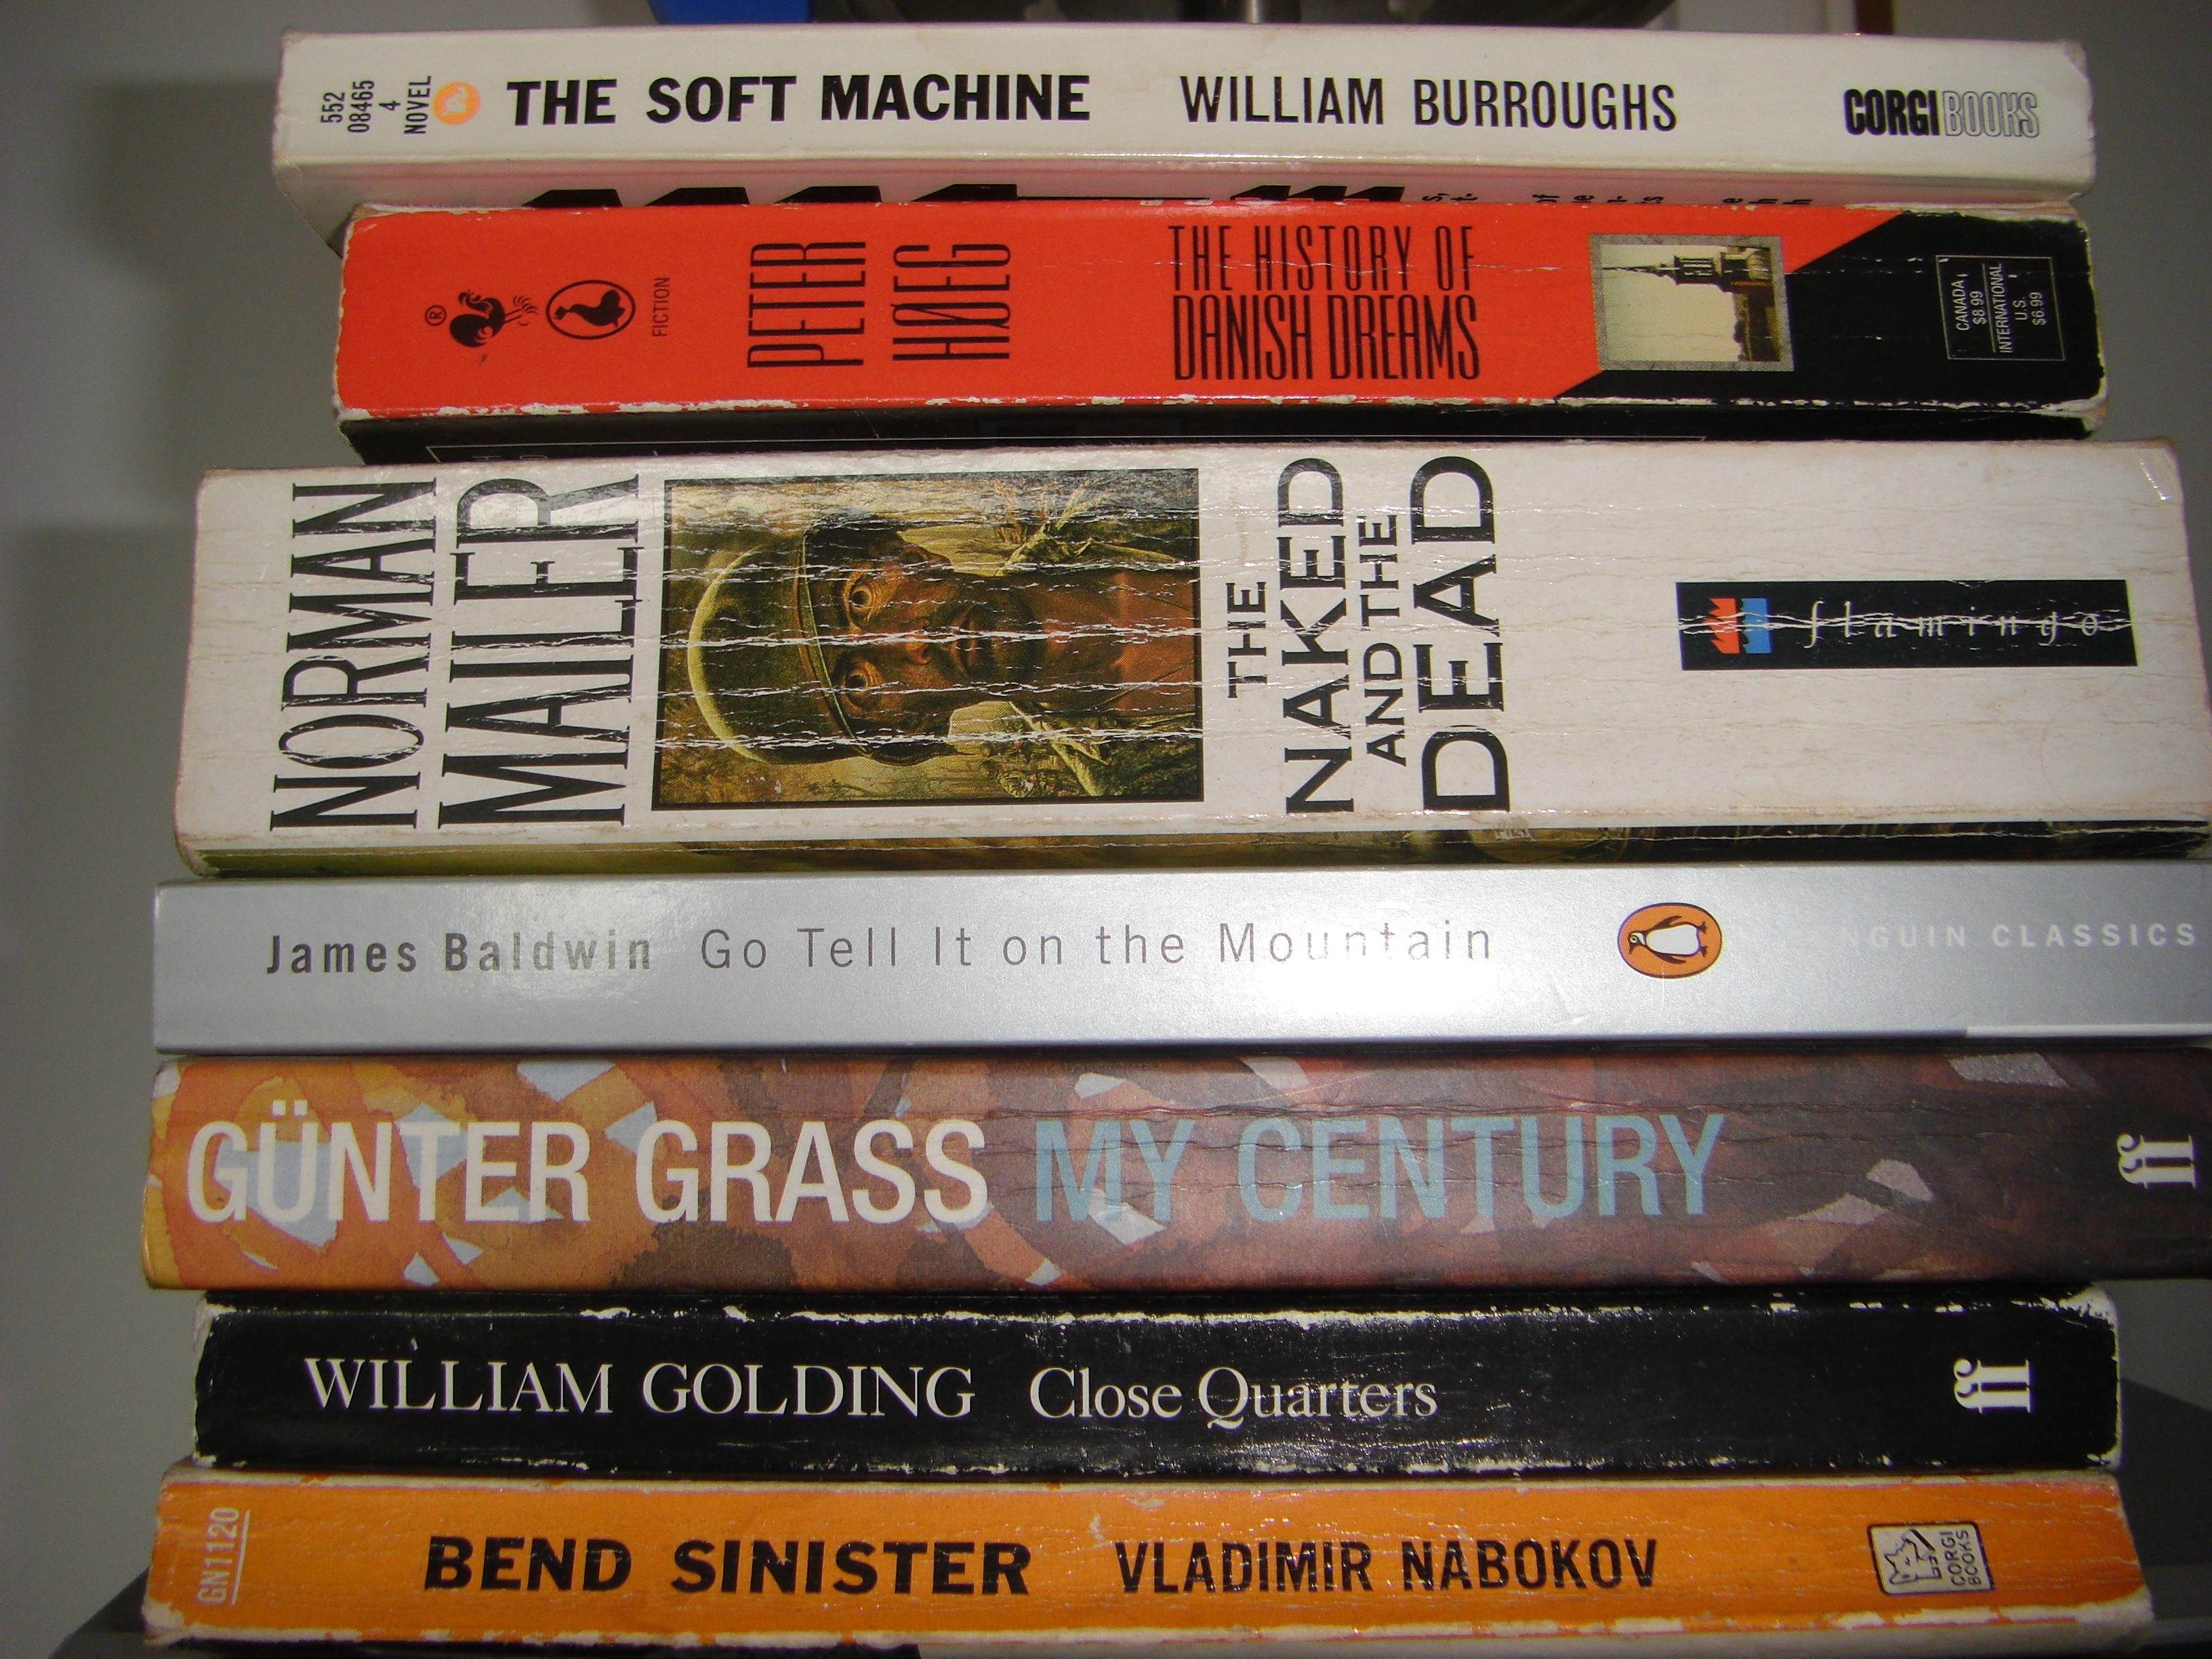 552
08465
4
NOVEL
THE SOFT MACHINE WILLIAM BURROUGHS CORGIBOOKS
®
FICTION
PETER
HØEG
THE HISTORY OF
DANISH DREAMS
CANADA
$8.99
INTERNATIONAL
U.S.
$6.99
NORMAN
MAILER
THE
NAKED
AND THE
DEAD
flamingo
James Baldwin Go Tell It on the Mountain PENGUIN CLASSICS
GÜNTER GRASS MY CENTURY ff
WILLIAM GOLDING Close Quarters ff
GN1120
BEND SINISTER VLADIMIR NABOKOV
CORGI
BOOKS